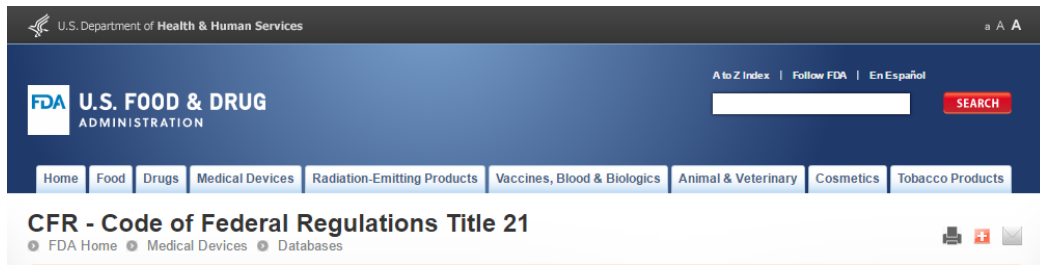 U.S. Department of Health & Human Services
a A A
A to Z Index | Follow FDA | En Español
FDA U.S. FOOD & DRUG
ADMINISTRATION
SEARCH
Home Food Drugs Medical Devices Radiation-Emitting Products Vaccines, Blood & Biologics Animal & Veterinary Cosmetics Tobacco Products
CFR - Code of Federal Regulations Title 21
FDA Home Medical Devices Databases